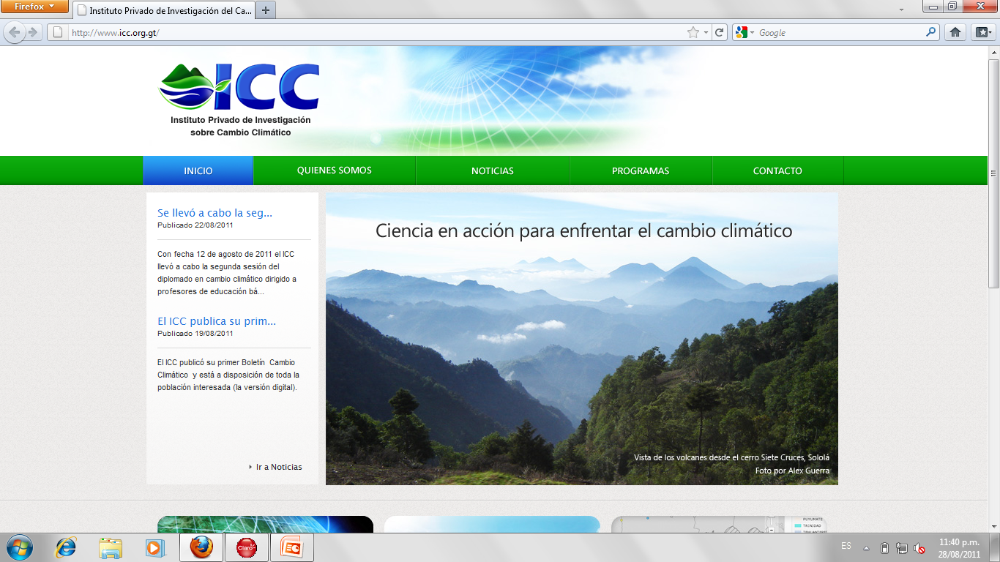 Firefox
Instituto Privado de Investigación del Ca...
http://www.icc.org.gt/
Google
ICC
Instituto Privado de Investigación
sobre Cambio Climático
INICIO
QUIENES SOMOS
NOTICIAS
PROGRAMAS
CONTACTO
Se llevó a cabo la seg...
Publicado 22/08/2011
Con fecha 12 de agosto de 2011 el ICC
llevó a cabo la segunda sesión del
diplomado en cambio climático dirigido a
profesores de educación bá...
El ICC publica su prim...
Publicado 19/08/2011
El ICC publicó su primer Boletín Cambio
Climático y está a disposición de toda la
población interesada (la versión digital).
Ir a Noticias
Ciencia en acción para enfrentar el cambio climático
Vista de los volcanes desde el cerro Siete Cruces, Sololá
Foto por Alex Guerra
TRINIDAD
Claro
ES
11:40 p.m.
28/08/2011